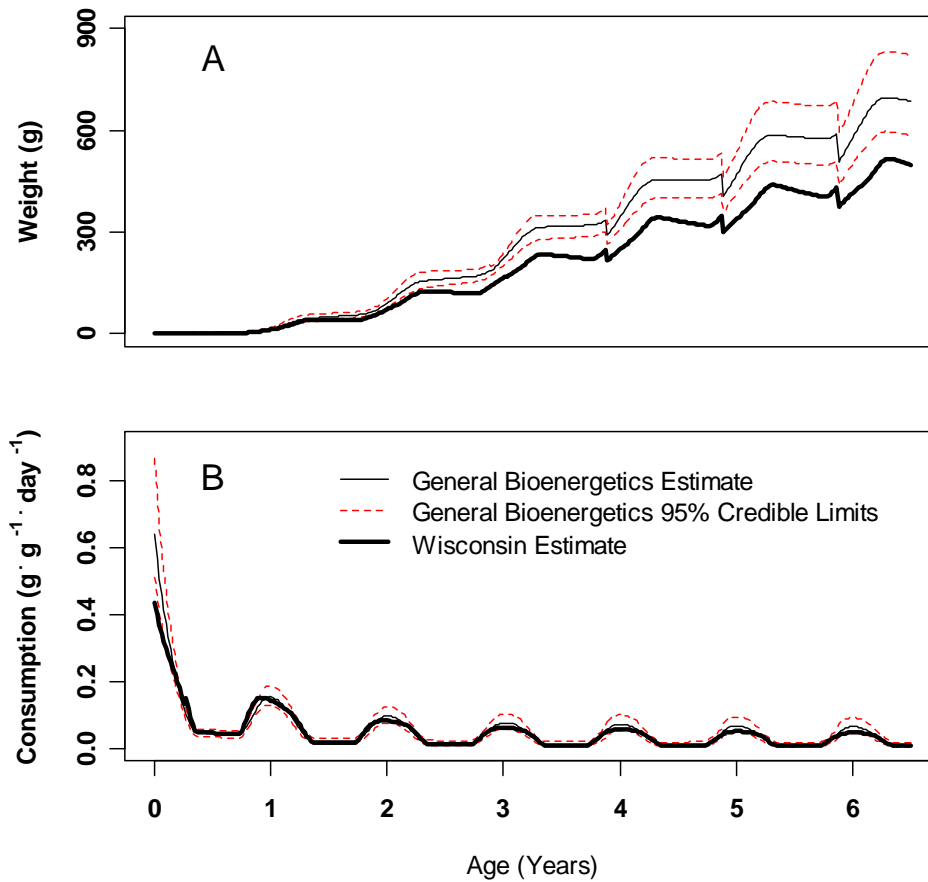 A
Weight (g)
900
600
300
0
B
Consumption (g · g⁻¹ · day⁻¹)
0.8
0.6
0.4
0.2
0.0
General Bioenergetics Estimate
General Bioenergetics 95% Credible Limits
Wisconsin Estimate
0 1 2 3 4 5 6
Age (Years)